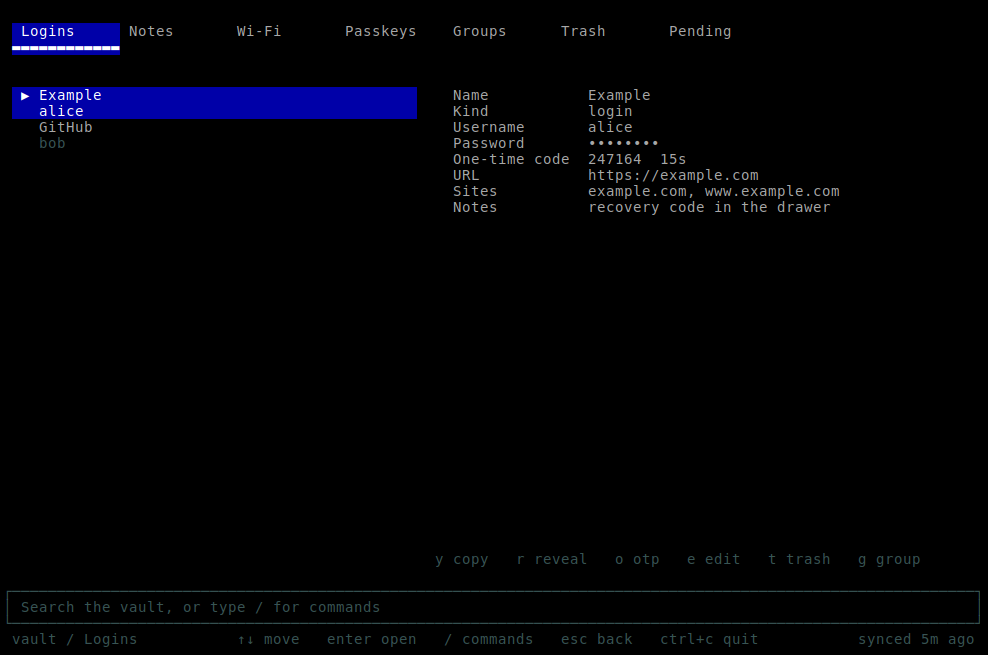 Logins Notes Wi-Fi Passkeys Groups Trash Pending
▶ Example
alice
GitHub
bob
Name Example
Kind login
Username alice
Password ••••••••
One-time code 247164 15s
URL https://example.com
Sites example.com, www.example.com
Notes recovery code in the drawer
y copy r reveal o otp e edit t trash g group
Search the vault, or type / for commands
vault / Logins ↑↓ move enter open / commands esc back ctrl+c quit synced 5m ago